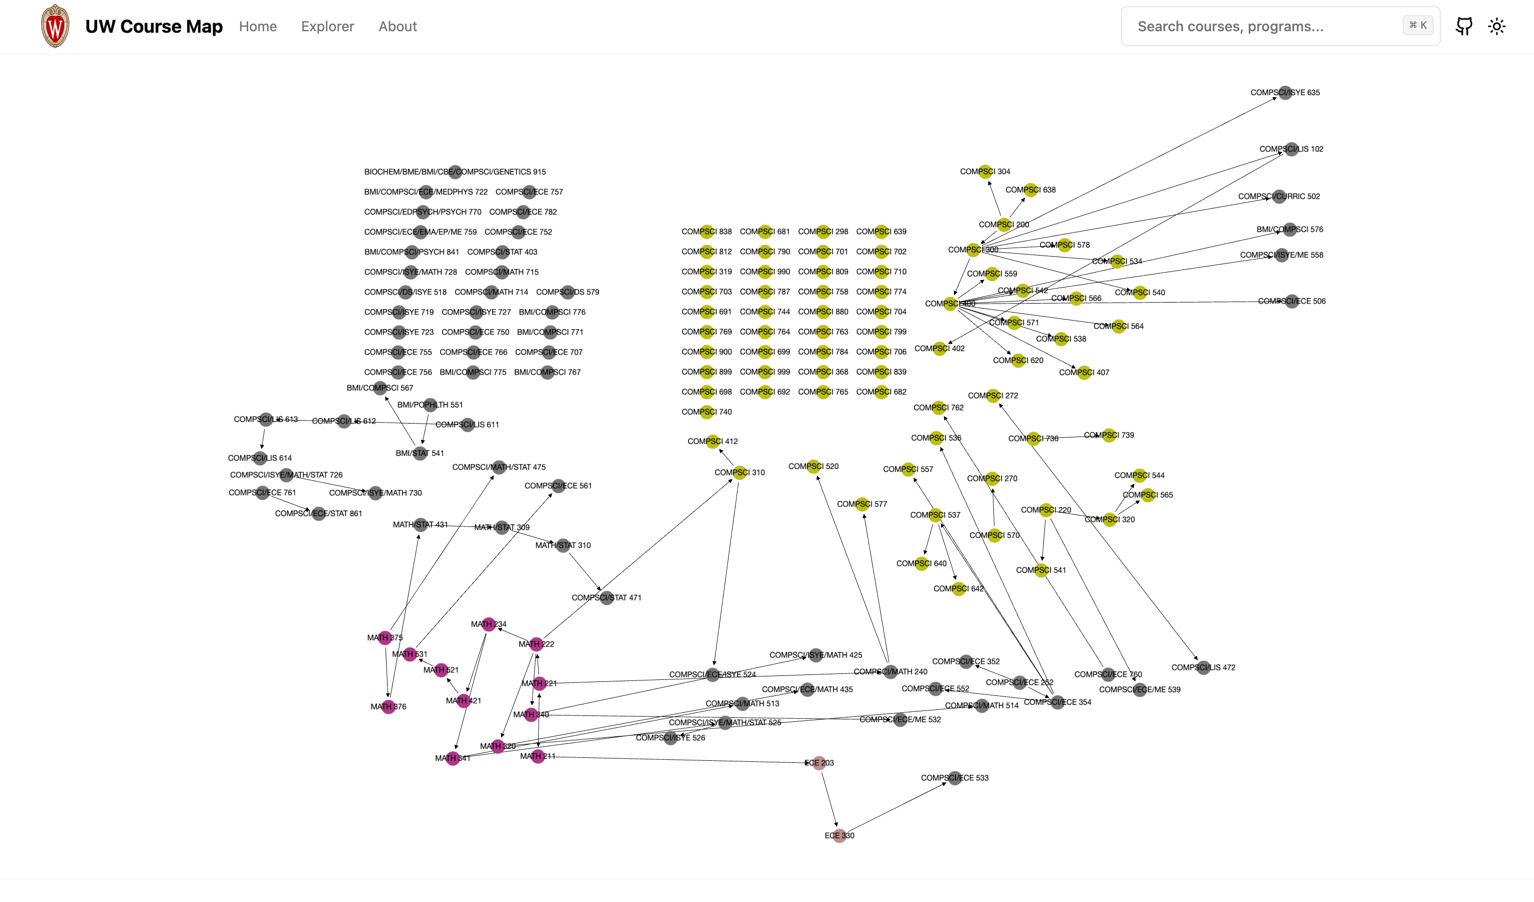 UW Course Map Home Explorer About Search courses, programs... ⌘ K
COMPSCI/ISYE 635
COMPSCI/LIS 102
COMPSCI 304
BIOCHEM/BME/BMI/CBE/COMPSCI/GENETICS 915
COMPSCI 638
BMI/COMPSCI/ECE/MEDPHYS 722 COMPSCI/ECE 757
COMPSCI/CURRIC 502
COMPSCI/EDPSYCH/PSYCH 770 COMPSCI/ECE 782
COMPSCI 200
BMI/COMPSCI 576
COMPSCI/ECE/EMA/EP/ME 759 COMPSCI/ECE 752
COMPSCI 838 COMPSCI 681 COMPSCI 298 COMPSCI 639
COMPSCI 578
COMPSCI 300
BMI/COMPSCI/PSYCH 841 COMPSCI/STAT 403
COMPSCI 812 COMPSCI 790 COMPSCI 701 COMPSCI 702
COMPSCI/ISYE/ME 558
COMPSCI 534
COMPSCI/ISYE/MATH 728 COMPSCI/MATH 715
COMPSCI 319 COMPSCI 990 COMPSCI 809 COMPSCI 710
COMPSCI 559
COMPSCI/DS/ISYE 518 COMPSCI/MATH 714 COMPSCI/DS 579
COMPSCI 703 COMPSCI 787 COMPSCI 758 COMPSCI 774
COMPSCI 542
COMPSCI 540
COMPSCI 566
COMPSCI/ECE 506
COMPSCI 400
COMPSCI/ISYE 719 COMPSCI/ISYE 727 BMI/COMPSCI 776
COMPSCI 691 COMPSCI 744 COMPSCI 880 COMPSCI 704
COMPSCI 571
COMPSCI 564
COMPSCI/ISYE 723 COMPSCI/ECE 750 BMI/COMPSCI 771
COMPSCI 769 COMPSCI 764 COMPSCI 763 COMPSCI 799
COMPSCI 538
COMPSCI 402
COMPSCI/ECE 755 COMPSCI/ECE 766 COMPSCI/ECE 707
COMPSCI 900 COMPSCI 699 COMPSCI 784 COMPSCI 706
COMPSCI 620
COMPSCI/ECE 756 BMI/COMPSCI 775 BMI/COMPSCI 767
COMPSCI 899 COMPSCI 999 COMPSCI 368 COMPSCI 839
COMPSCI 407
BMI/COMPSCI 567
COMPSCI 698 COMPSCI 692 COMPSCI 765 COMPSCI 682
COMPSCI 272
BMI/POPHLTH 551
COMPSCI 762
COMPSCI 740
COMPSCI/LIS 613
COMPSCI/LIS 612
COMPSCI/LIS 611
COMPSCI 739
COMPSCI 536
COMPSCI 736
COMPSCI 412
BMI/STAT 541
COMPSCI/LIS 614
COMPSCI/MATH/STAT 475
COMPSCI 520
COMPSCI 557
COMPSCI 310
COMPSCI/ISYE/MATH/STAT 726
COMPSCI 544
COMPSCI 270
COMPSCI/ECE 561
COMPSCI/ECE 761
COMPSCI/ISYE/MATH 730
COMPSCI 565
COMPSCI 577
COMPSCI 220
COMPSCI/ECE/STAT 861
COMPSCI 537
COMPSCI 320
MATH/STAT 431
MATH/STAT 309
COMPSCI 570
MATH/STAT 310
COMPSCI 640
COMPSCI 541
COMPSCI 642
COMPSCI/STAT 471
MATH 234
MATH 375
MATH 222
MATH 531
COMPSCI/ISYE/MATH 425
COMPSCI/ECE 352
COMPSCI/LIS 472
MATH 521
COMPSCI/MATH 240
COMPSCI/ECE/ISYE 524
COMPSCI/ECE 760
COMPSCI/ECE 252
MATH 221
COMPSCI/ECE/MATH 435
COMPSCI/ECE 552
COMPSCI/ECE/ME 539
MATH 421
COMPSCI/MATH 513
COMPSCI/ECE 354
MATH 376
COMPSCI/MATH 514
MATH 340
COMPSCI/ECE/ME 532
COMPSCI/ISYE/MATH/STAT 525
COMPSCI/ISYE 526
MATH 320
MATH 341
MATH 211
ECE 203
COMPSCI/ECE 533
ECE 330